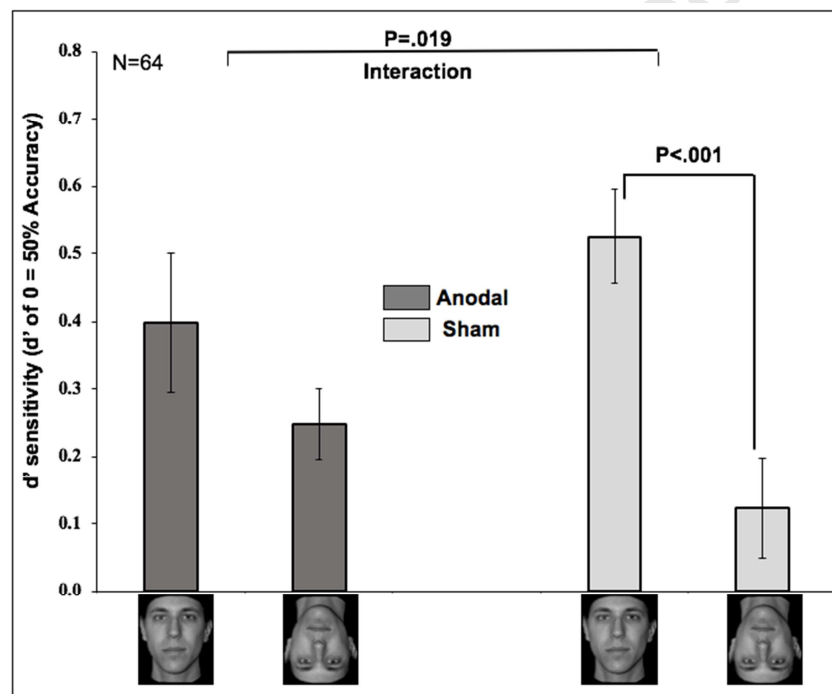 P=.019
0.8
N=64
Interaction
0.7
P<.001
0.6
0.5
Anodal
0.4
Sham
0.3
0.2
0.1
0.0
d' sensitivity (d' of 0 = 50% Accuracy)